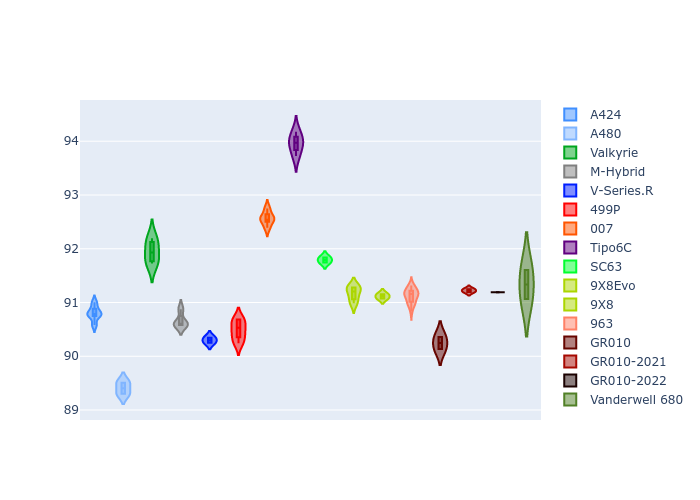 94
93
92
91
90
89
A424
A480
Valkyrie
M-Hybrid
V-Series.R
499P
007
Tipo6C
SC63
9X8Evo
9X8
963
GR010
GR010-2021
GR010-2022
Vanderwell 680